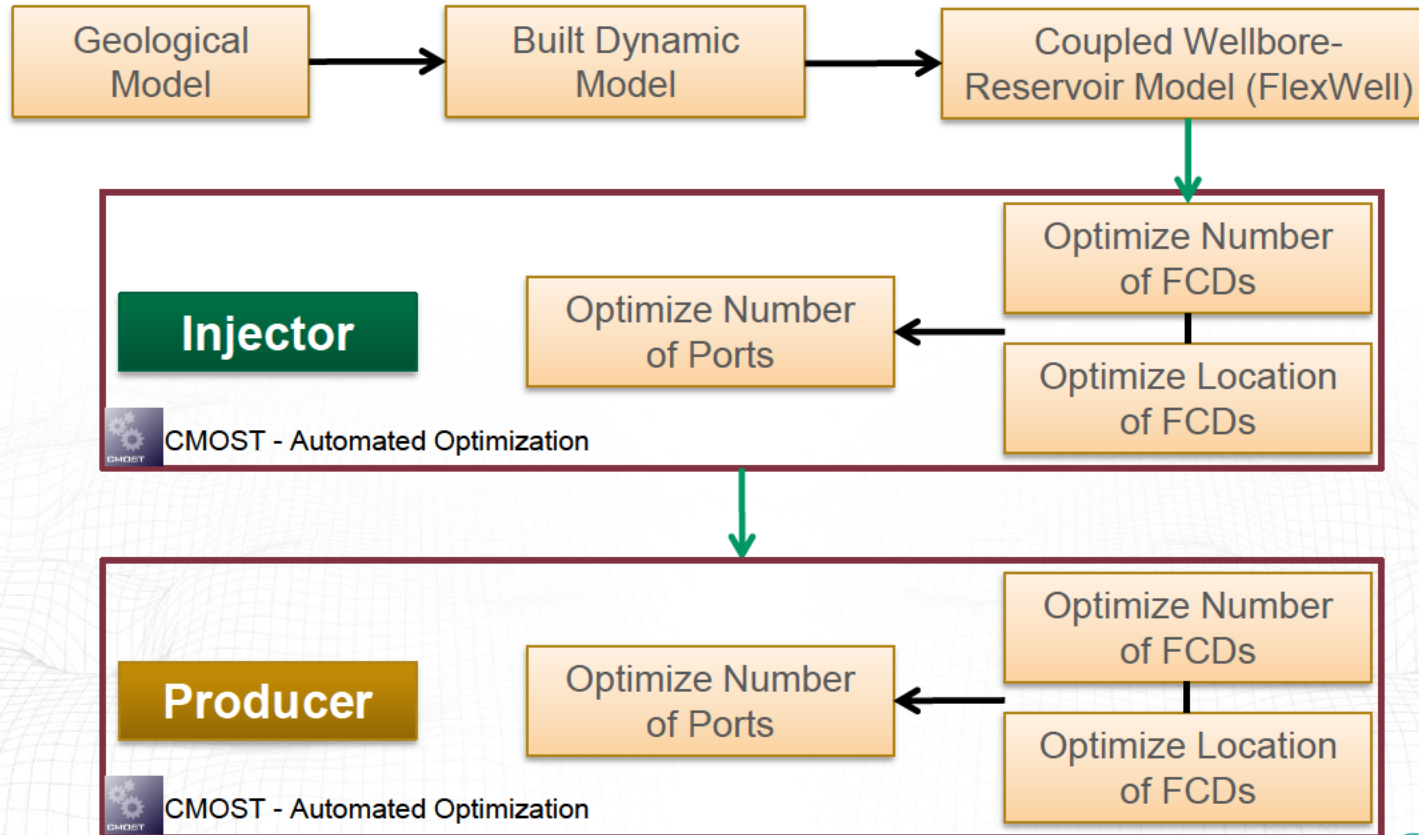 Geological
Model
Built Dynamic
Model
Coupled Wellbore-
Reservoir Model (FlexWell)
Injector
Optimize Number
of Ports
Optimize Number
of FCDs
Optimize Location
of FCDs
CMOST
CMOST - Automated Optimization
Producer
Optimize Number
of Ports
Optimize Number
of FCDs
Optimize Location
of FCDs
CMOST
CMOST - Automated Optimization